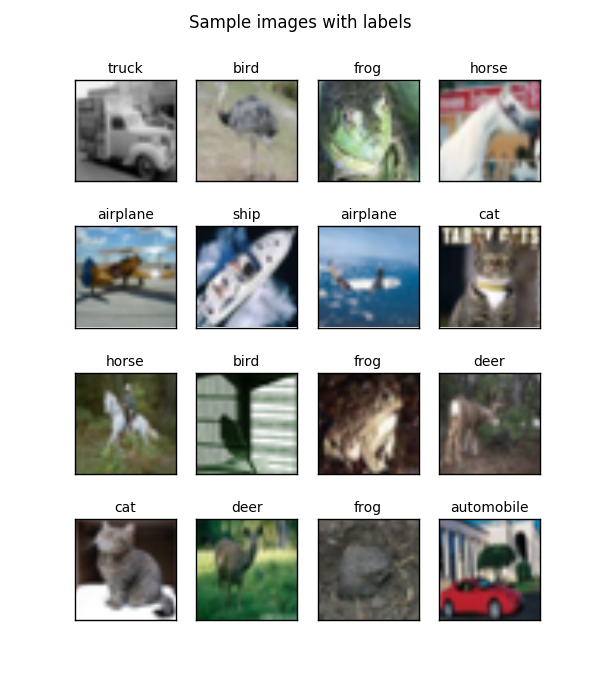 Sample images with labels
truck bird frog horse
airplane ship airplane cat
horse bird frog deer
cat deer frog automobile